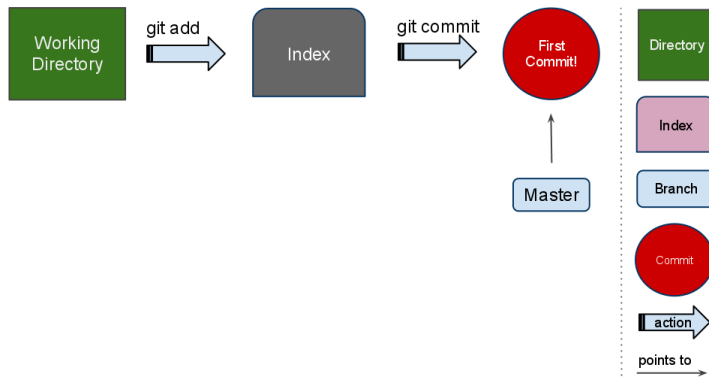 git add
git commit
Working
Directory
Index
First
Commit!
Master
Directory
Index
Branch
Commit
action
points to